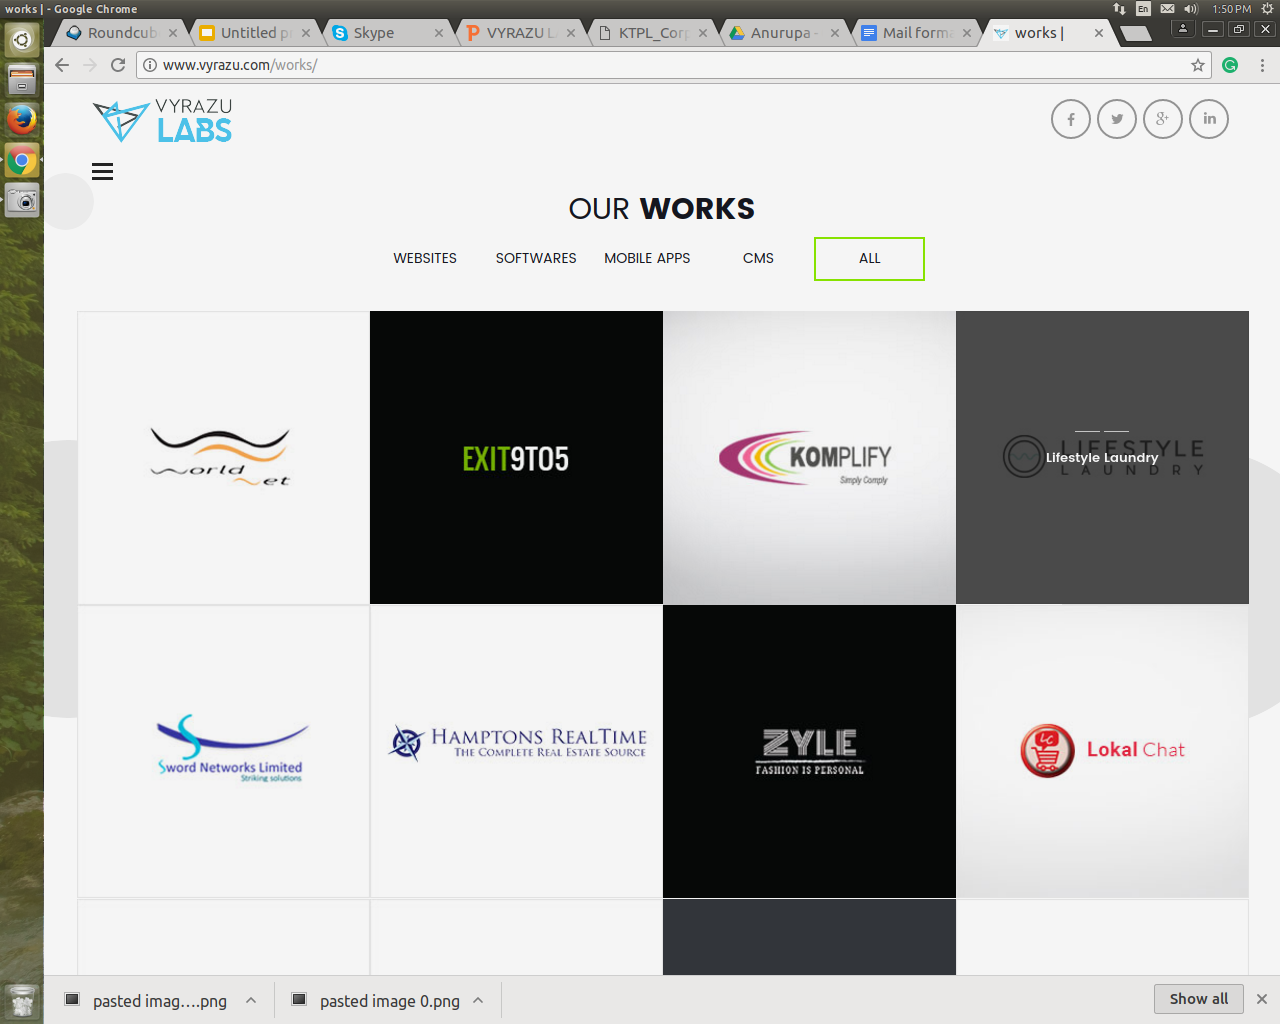 works | - Google Chrome
En
1:50 PM
Roundcub
Untitled p
Skype
VYRAZU L
KTPL_Corp
Anurupa -
Mail forma
works |
www.vyrazu.com/works/
VYRAZU
LABS
OUR WORKS
WEBSITES SOFTWARES MOBILE APPS CMS ALL
World
Net
EXIT9TO5
KOMPLIFY
Simply Comply
LIFESTYLE
LAUNDRY
Lifestyle Laundry
Sword Networks Limited
Striking solutions
HAMPTONS REALTIME
THE COMPLETE REAL ESTATE SOURCE
ZYLE
FASHION IS PERSONAL
LC
Lokal Chat
pasted imag....png
pasted image 0.png
Show all